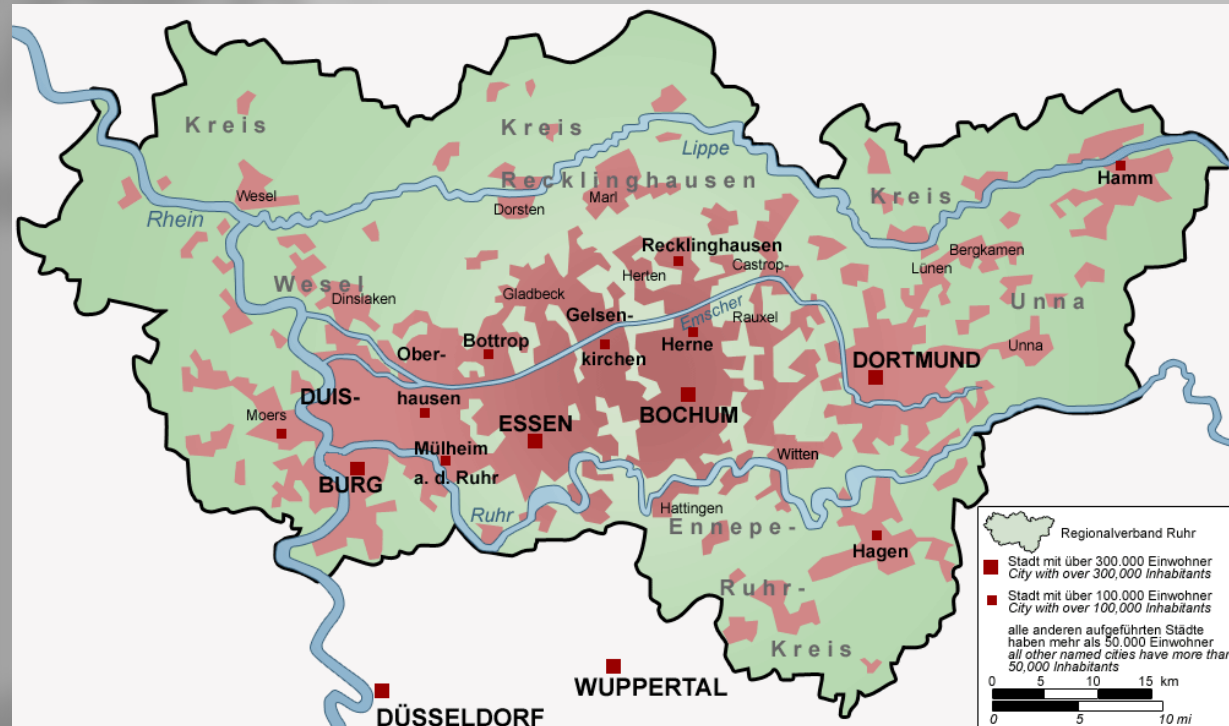 Kreis
Kreis
Lippe
Hamm
Recklinghausen
Kreis
Wesel
Dorsten
Marl
Rhein
Recklinghausen
Bergkamen
Herten
Castrop-
Lünen
Wesel
Dinslaken
Gladbeck
Unna
Gelsen-
Emscher
Rauxel
Ober-
Bottrop
kirchen
Herne
Unna
DORTMUND
DUIS-
hausen
Moers
ESSEN
BOCHUM
Mülheim
a. d. Ruhr
Witten
BURG
Ruhr
Hattingen
Ennepe-
Hagen
Ruhr-
Kreis
WUPPERTAL
DÜSSELDORF
Regionalverband Ruhr
Stadt mit über 300.000 Einwohner
City with over 300,000 Inhabitants
Stadt mit über 100.000 Einwohner
City with over 100,000 Inhabitants
alle anderen aufgeführten Städte
haben mehr als 50.000 Einwohner
all other named cities have more than
50,000 Inhabitants
0 5 10 15 km
0 5 10 mi